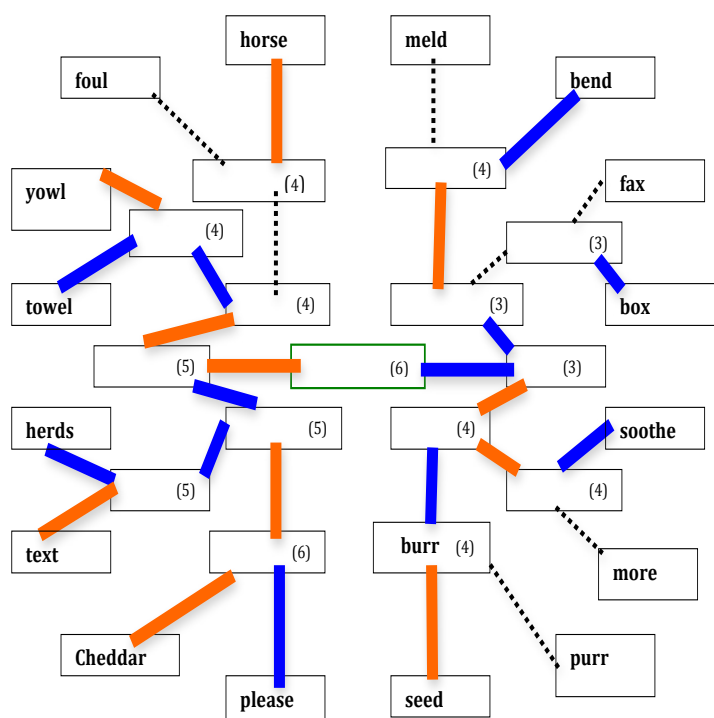 horse
meld
foul
bend
(4)
(4)
yowl
fax
(4)
(3)
towel
(4)
(3)
box
(5)
(6)
(3)
herds
(5)
(4)
soothe
(5)
(4)
text
(6)
burr (4)
more
Cheddar
purr
please
seed